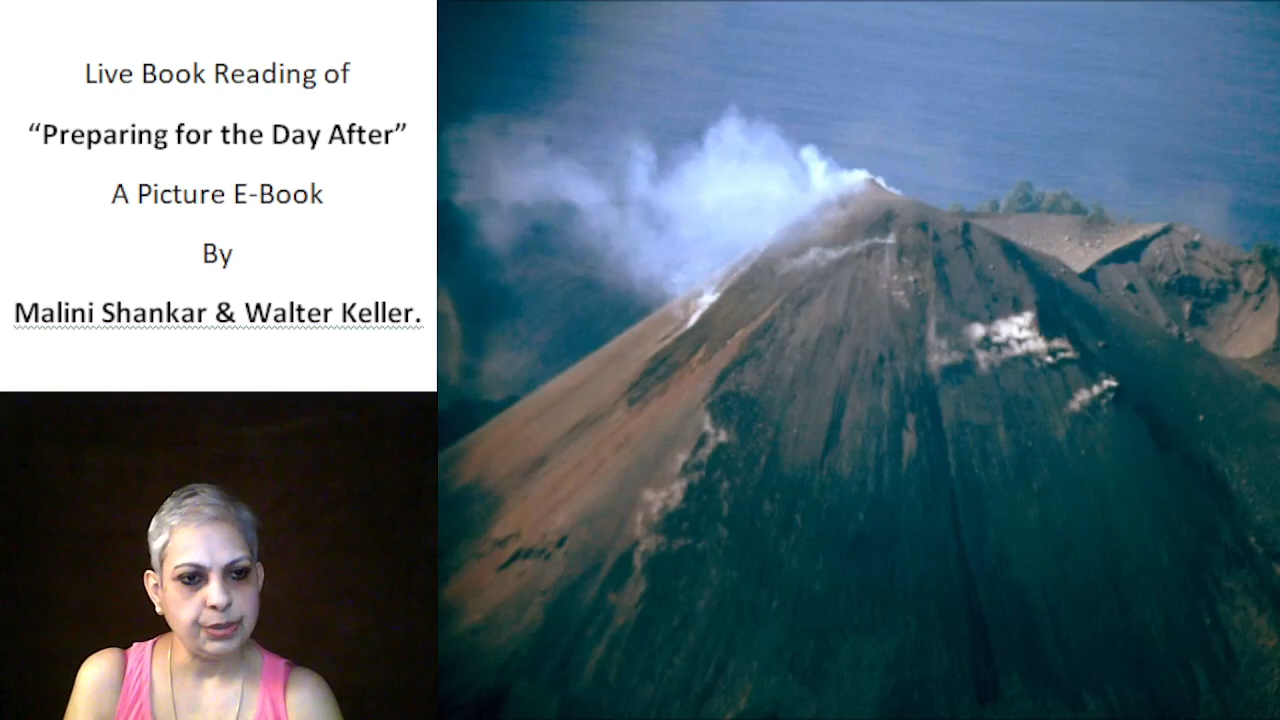 Live Book Reading of
“Preparing for the Day After”
A Picture E-Book
By
Malini Shankar & Walter Keller.